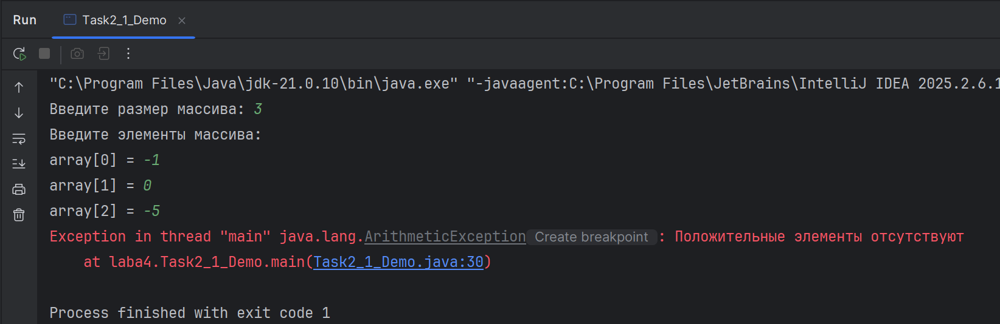 Run Task2_1_Demo
"C:\Program Files\Java\jdk-21.0.10\bin\java.exe" "-javaagent:C:\Program Files\JetBrains\IntelliJ IDEA 2025.2.6.1
Введите размер массива: 3
Введите элементы массива:
array[0] = -1
array[1] = 0
array[2] = -5
Exception in thread "main" java.lang.ArithmeticException Create breakpoint : Положительные элементы отсутствуют
at laba4.Task2_1_Demo.main(Task2_1_Demo.java:30)
Process finished with exit code 1